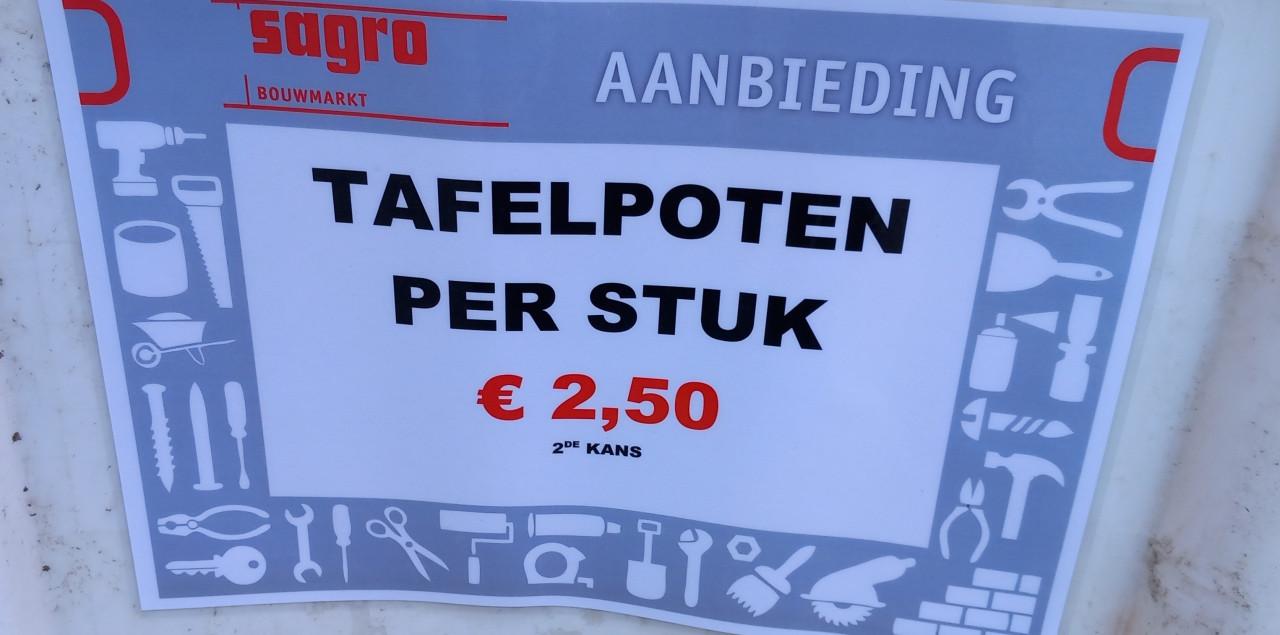 sagro
BOUWMARKT
AANBIEDING
TAFELPOTEN
PER STUK
€ 2,50
2DE KANS